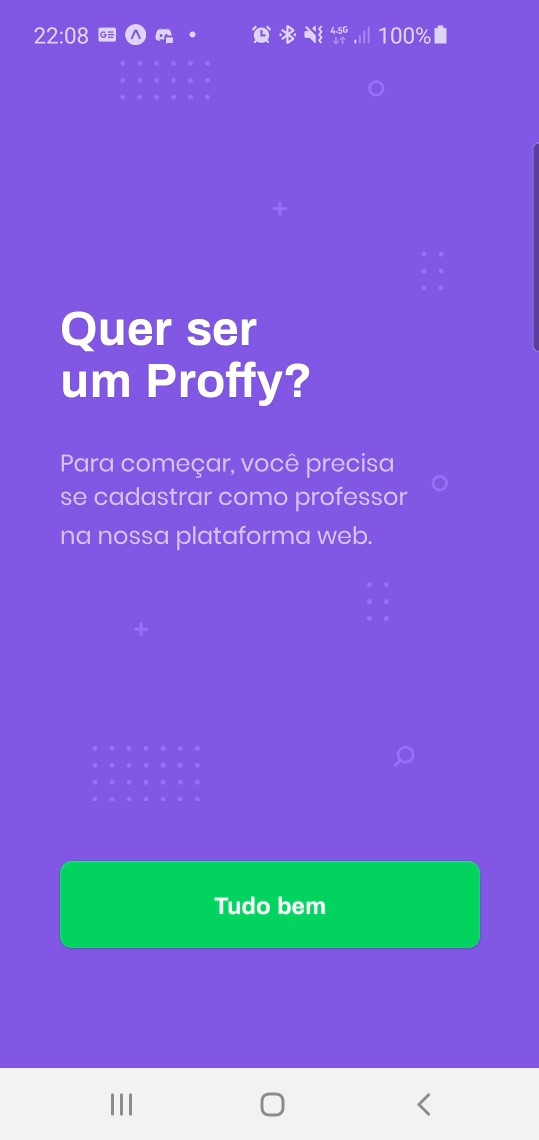 22:08 GE 4.5G 100%
Quer ser
um Proffy?
Para começar, você precisa
se cadastrar como professor
na nossa plataforma web.
Tudo bem